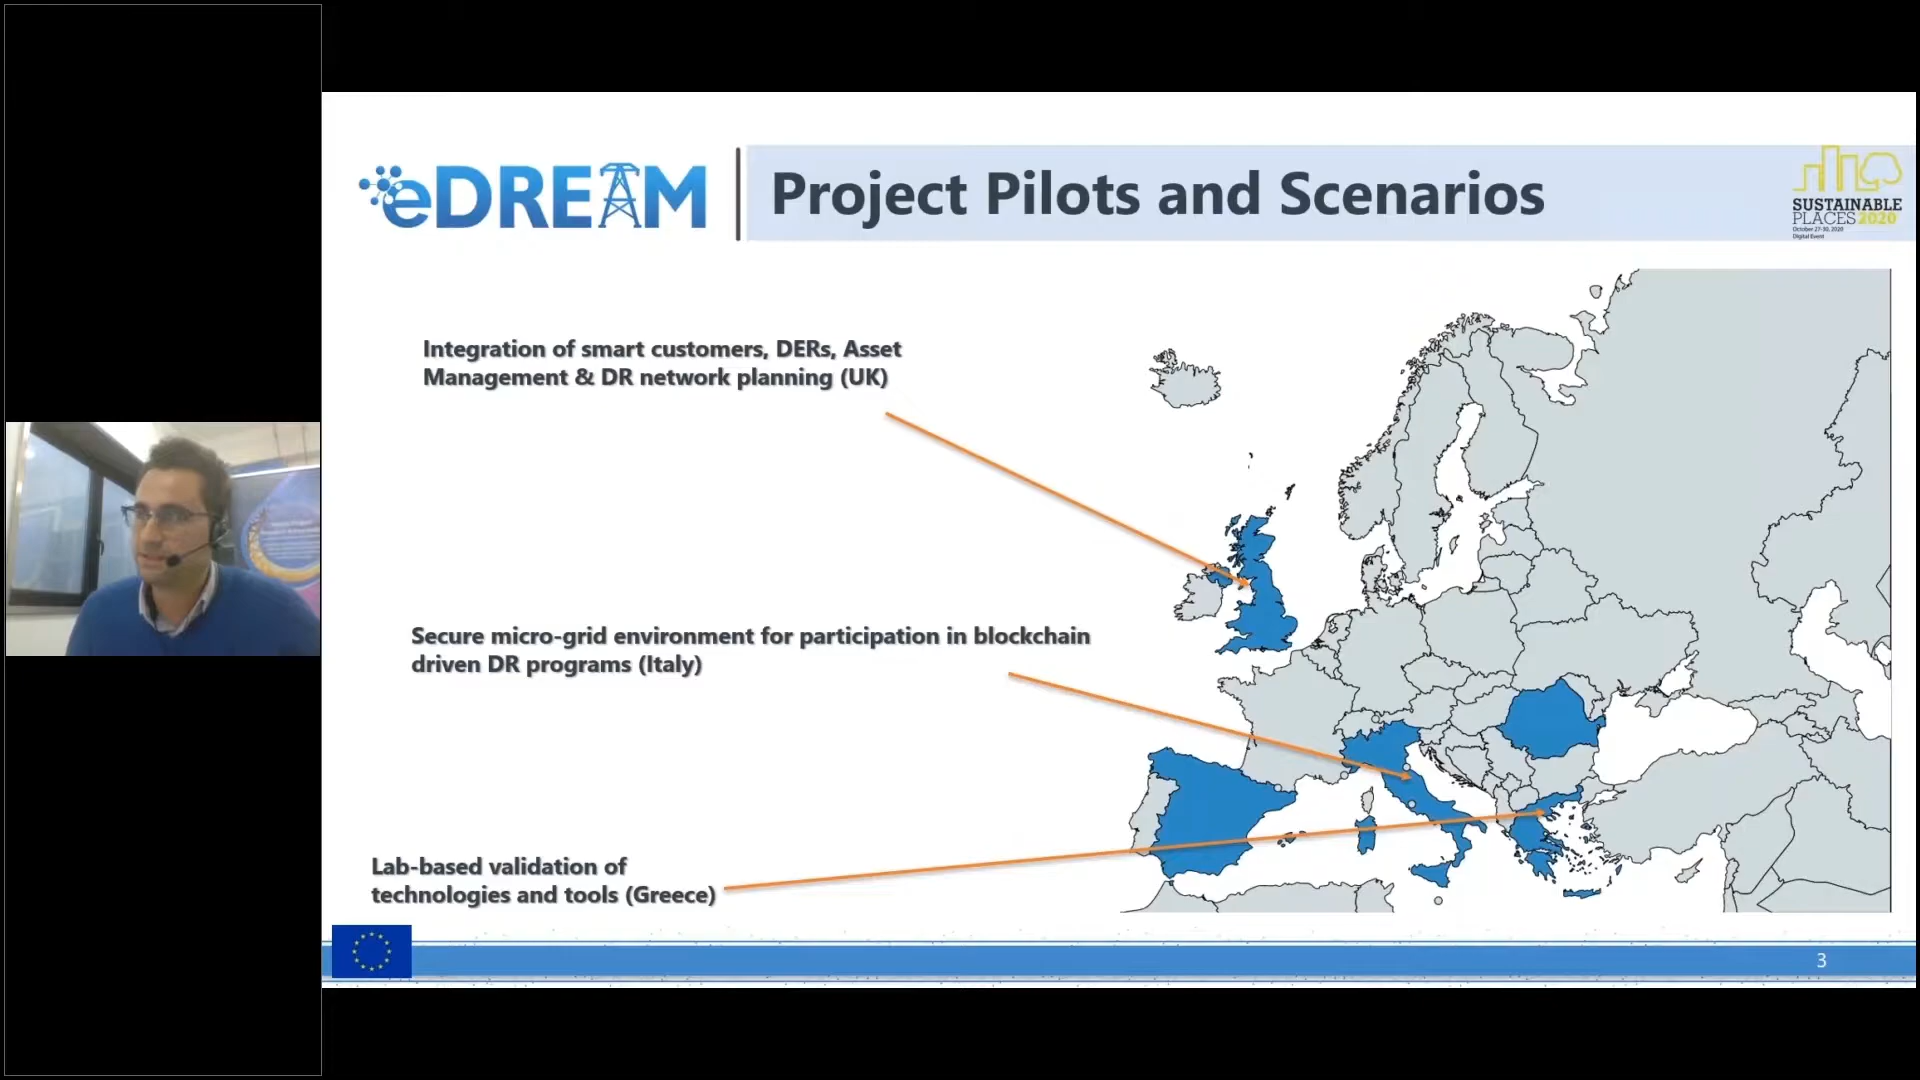 eDREAM
Project Pilots and Scenarios
SUSTAINABLE
PLACES 2020
October 27-30, 2020
Digital Event
Integration of smart customers, DERs, Asset
Management & DR network planning (UK)
Secure micro-grid environment for participation in blockchain
driven DR programs (Italy)
Lab-based validation of
technologies and tools (Greece)
3